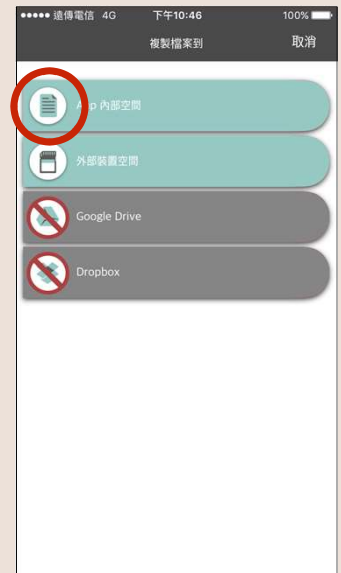 遠傳電信 4G 下午10:46 100%
複製檔案到 取消
App 內部空間
外部裝置空間
Google Drive
Dropbox